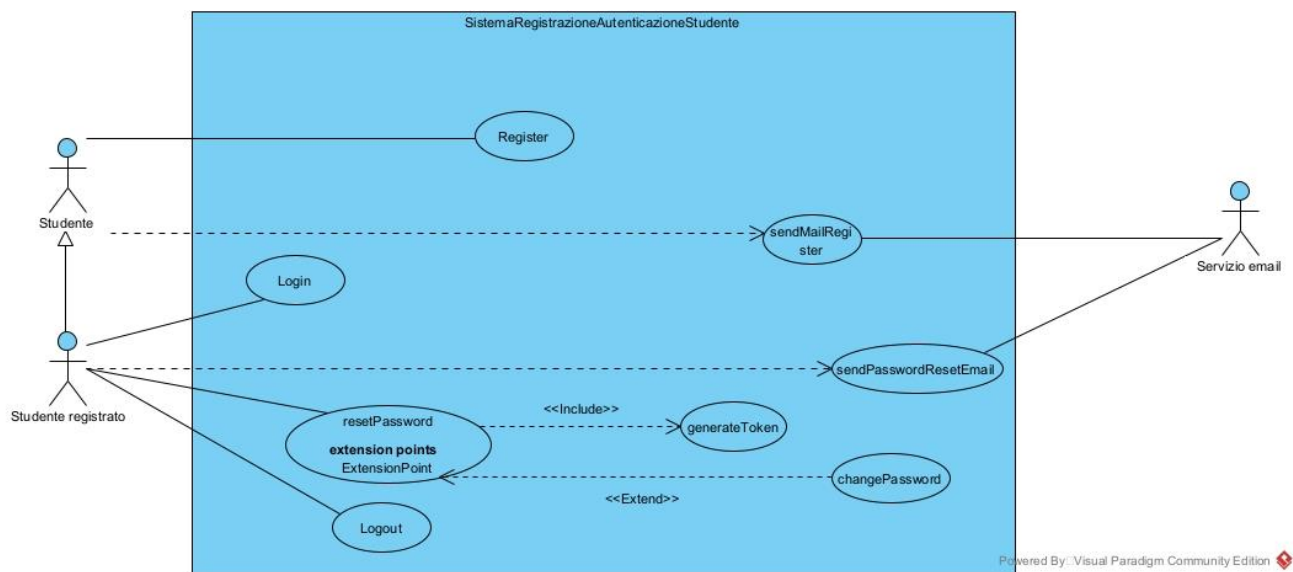 SistemaRegistrazioneAutenticazioneStudente
Register
Studente
sendMailRegi
ster
Servizio email
Login
sendPasswordResetEmail
Studente registrato
resetPassword
extension points
ExtensionPoint
<<Include>>
generateToken
changePassword
<<Extend>>
Logout
Powered By Visual Paradigm Community Edition